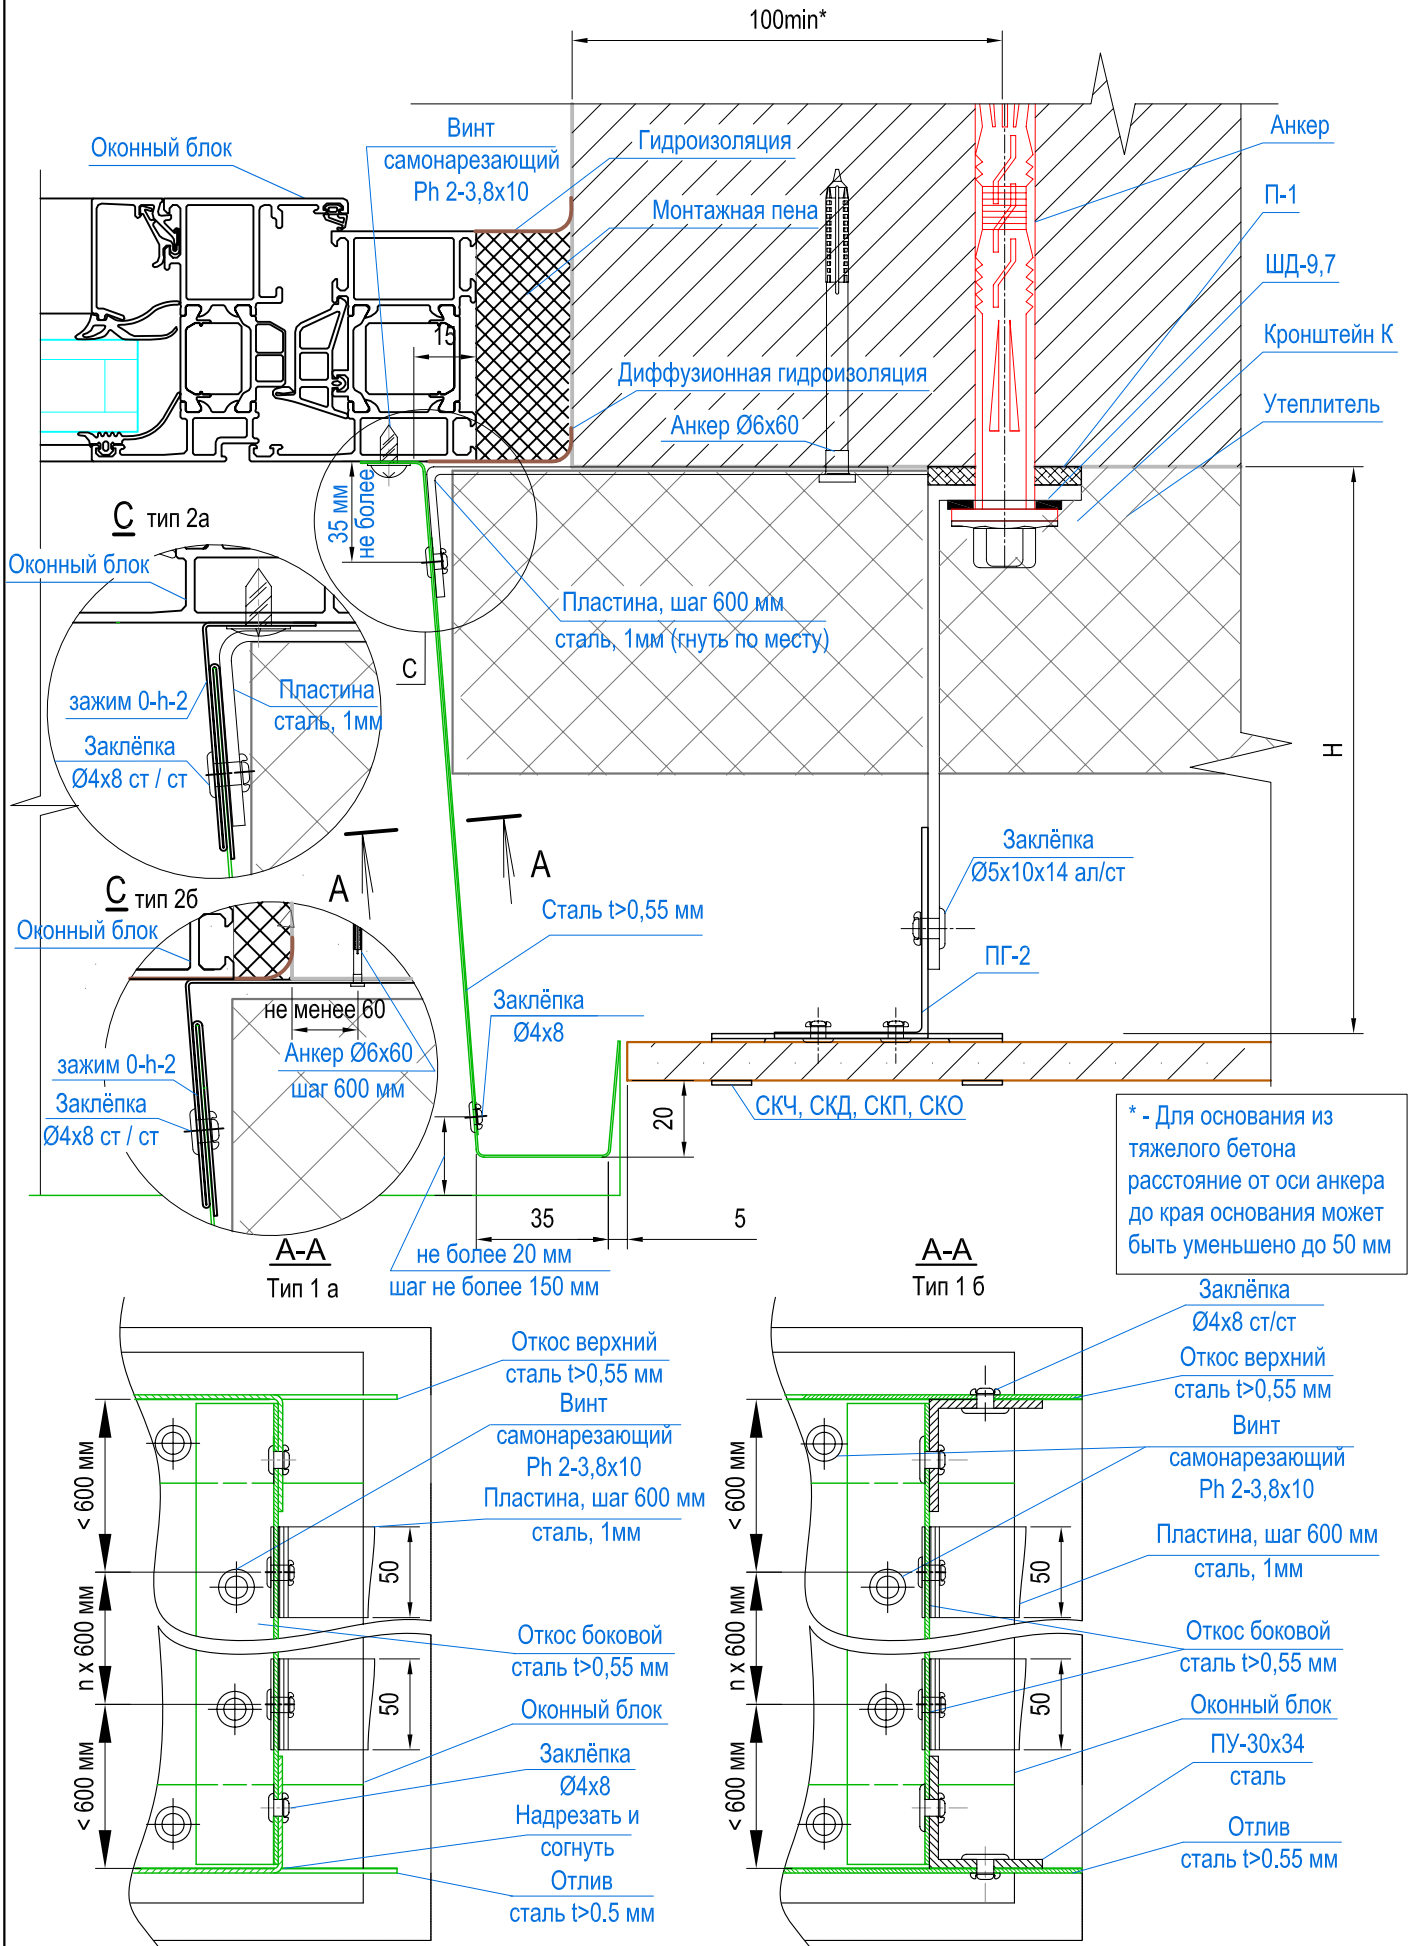 100min*
Оконный блок
Винт
самонарезающий
Ph 2-3,8x10
Гидроизоляция
Монтажная пена
Анкер
П-1
ШД-9,7
Кронштейн К
Утеплитель
15
Диффузионная гидроизоляция
Анкер Ø6x60
35 мм
не более
С тип 2а
Оконный блок
Пластина, шаг 600 мм
сталь, 1мм (гнуть по месту)
С
зажим 0-h-2
Пластина
сталь, 1мм
Заклёпка
Ø4x8 ст / ст
Н
А
А
Заклёпка
Ø5x10x14 ал/ст
С тип 2б
Оконный блок
Сталь t>0,55 мм
ПГ-2
не менее 60
Заклёпка
Ø4x8
Анкер Ø6x60
шаг 600 мм
зажим 0-h-2
Заклёпка
Ø4x8 ст / ст
СКЧ, СКД, СКП, СКО
20
* - Для основания из
тяжелого бетона
расстояние от оси анкера
до края основания может
быть уменьшено до 50 мм
35
5
не более 20 мм
шаг не более 150 мм
А-А
Тип 1 а
Откос верхний
сталь t>0,55 мм
Винт
самонарезающий
Ph 2-3,8x10
Пластина, шаг 600 мм
сталь, 1мм
< 600 мм
n x 600 мм
< 600 мм
50
50
Откос боковой
сталь t>0,55 мм
Оконный блок
Заклёпка
Ø4x8
Надрезать и
согнуть
Отлив
сталь t>0.5 мм
А-А
Тип 1 б
Заклёпка
Ø4x8 ст/ст
Откос верхний
сталь t>0,55 мм
Винт
самонарезающий
Ph 2-3,8x10
Пластина, шаг 600 мм
сталь, 1мм
< 600 мм
n x 600 мм
< 600 мм
50
50
Откос боковой
сталь t>0,55 мм
Оконный блок
ПУ-30x34
сталь
Отлив
сталь t>0.55 мм